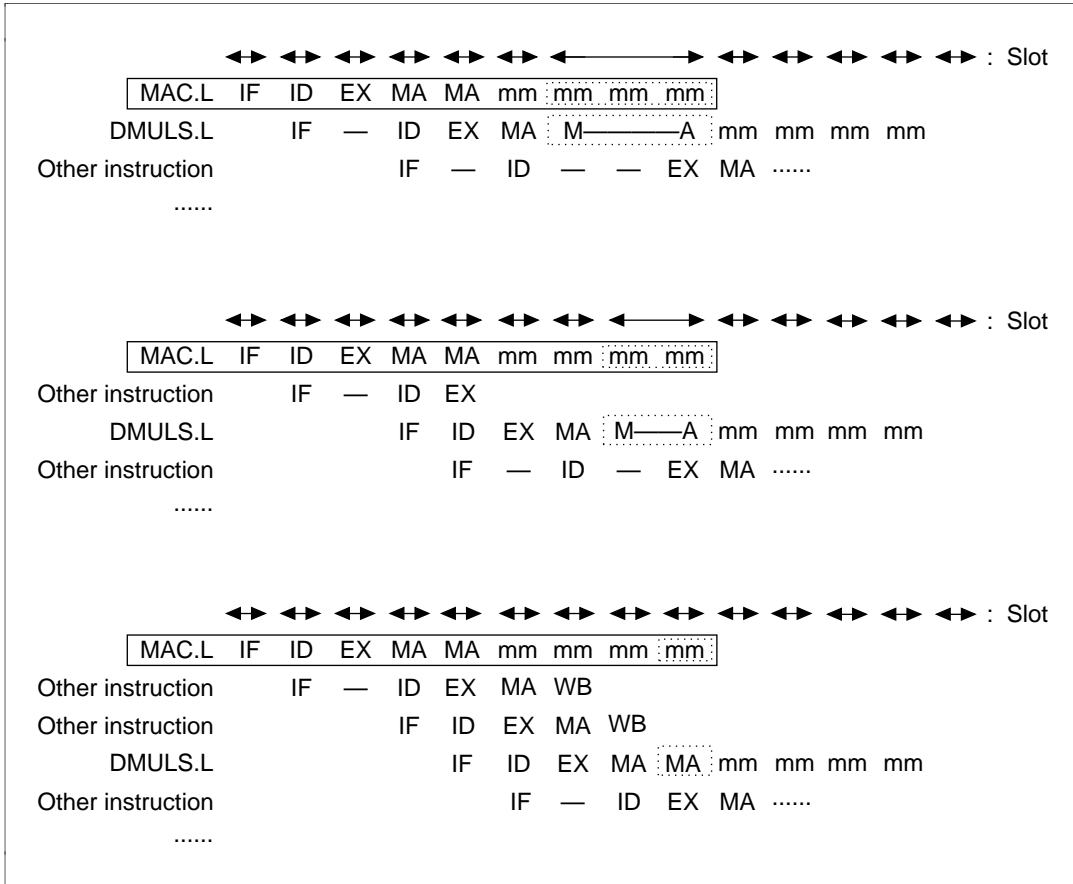 : Slot
MAC.L IF ID EX MA MA mm mm mm mm
DMULS.L IF — ID EX MA M————A mm mm mm mm
Other instruction IF — ID — — EX MA ......
......
: Slot
MAC.L IF ID EX MA MA mm mm mm mm
Other instruction IF — ID EX
DMULS.L IF ID EX MA M——A mm mm mm mm
Other instruction IF — ID — EX MA ......
......
: Slot
MAC.L IF ID EX MA MA mm mm mm mm
Other instruction IF — ID EX MA WB
Other instruction IF ID EX MA WB
DMULS.L IF ID EX MA MA mm mm mm mm
Other instruction IF — ID EX MA ......
......